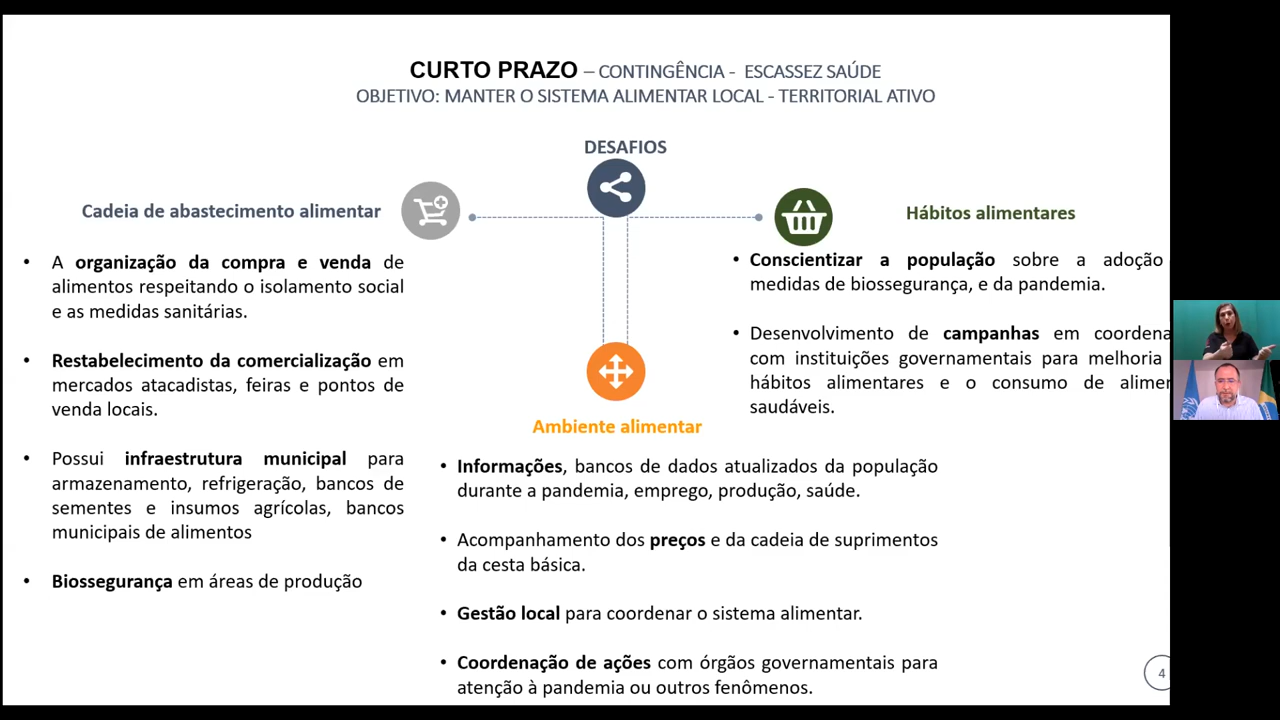 CURTO PRAZO – CONTINGÊNCIA - ESCASSEZ SAÚDE
OBJETIVO: MANTER O SISTEMA ALIMENTAR LOCAL - TERRITORIAL ATIVO
DESAFIOS
Cadeia de abastecimento alimentar
• A organização da compra e venda de
alimentos respeitando o isolamento social
e as medidas sanitárias.
• Restabelecimento da comercialização em
mercados atacadistas, feiras e pontos de
venda locais.
• Possui infraestrutura municipal para
armazenamento, refrigeração, bancos de
sementes e insumos agrícolas, bancos
municipais de alimentos
• Biossegurança em áreas de produção
Ambiente alimentar
• Informações, bancos de dados atualizados da população
durante a pandemia, emprego, produção, saúde.
• Acompanhamento dos preços e da cadeia de suprimentos
da cesta básica.
• Gestão local para coordenar o sistema alimentar.
• Coordenação de ações com órgãos governamentais para
atenção à pandemia ou outros fenômenos.
Hábitos alimentares
• Conscientizar a população sobre a adoção
medidas de biossegurança, e da pandemia.
• Desenvolvimento de campanhas em coordena
com instituições governamentais para melhoria
hábitos alimentares e o consumo de alimen
saudáveis.
4